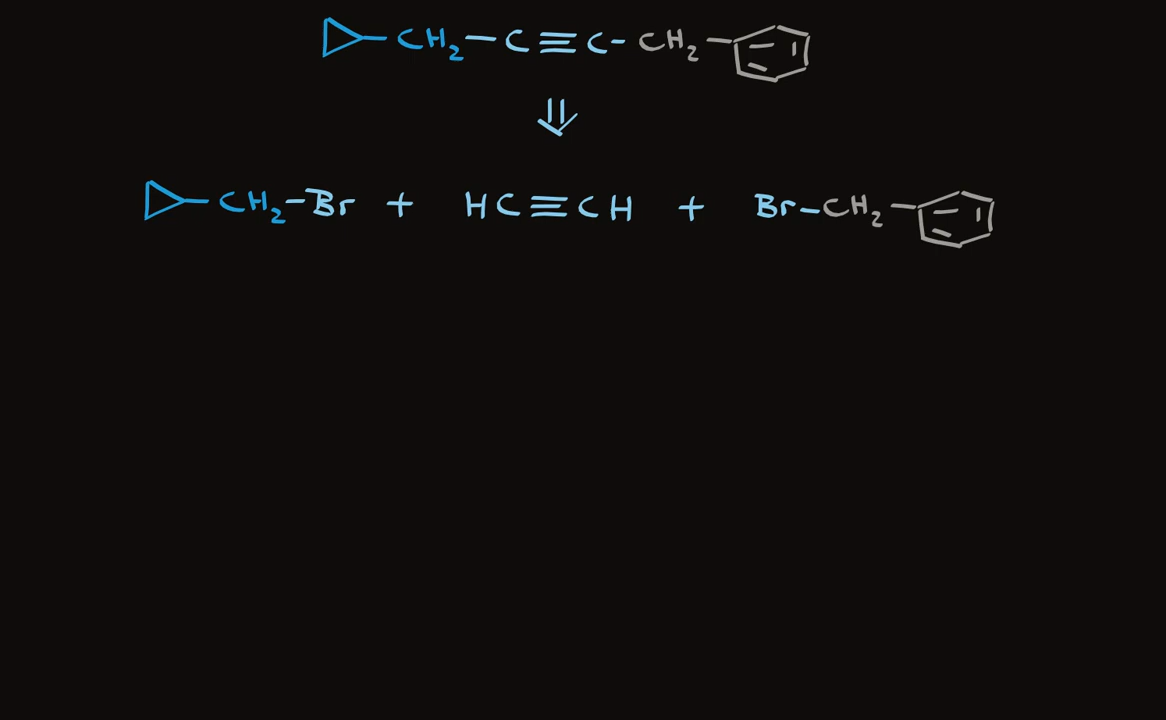 CH₂—C≡C-CH₂
CH₂-Br + HC≡CH + Br-CH₂